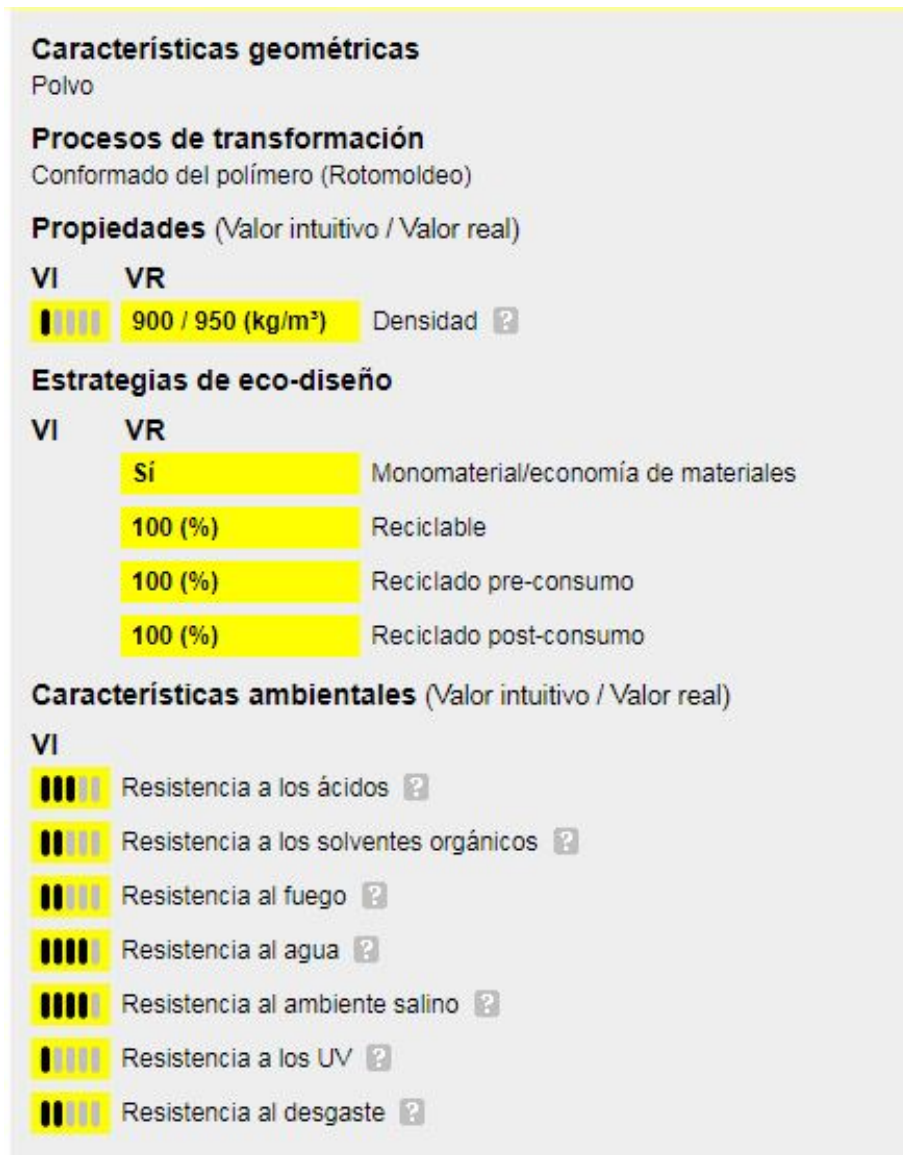 Características geométricas
Polvo
Procesos de transformación
Conformado del polímero (Rotomoldeo)
Propiedades (Valor intuitivo / Valor real)
VI VR
900 / 950 (kg/m³) Densidad ?
Estrategias de eco-diseño
VI VR
Sí Monomaterial/economía de materiales
100 (%) Reciclable
100 (%) Reciclado pre-consumo
100 (%) Reciclado post-consumo
Características ambientales (Valor intuitivo / Valor real)
VI
Resistencia a los ácidos ?
Resistencia a los solventes orgánicos ?
Resistencia al fuego ?
Resistencia al agua ?
Resistencia al ambiente salino ?
Resistencia a los UV ?
Resistencia al desgaste ?